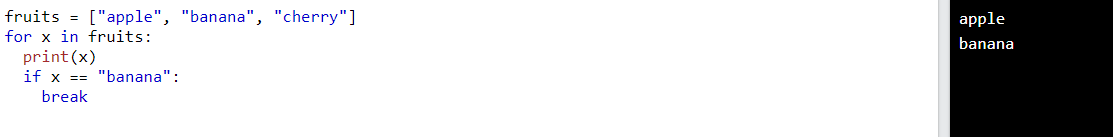 fruits = ["apple", "banana", "cherry"]
for x in fruits:
  print(x)
  if x == "banana":
    break
apple
banana